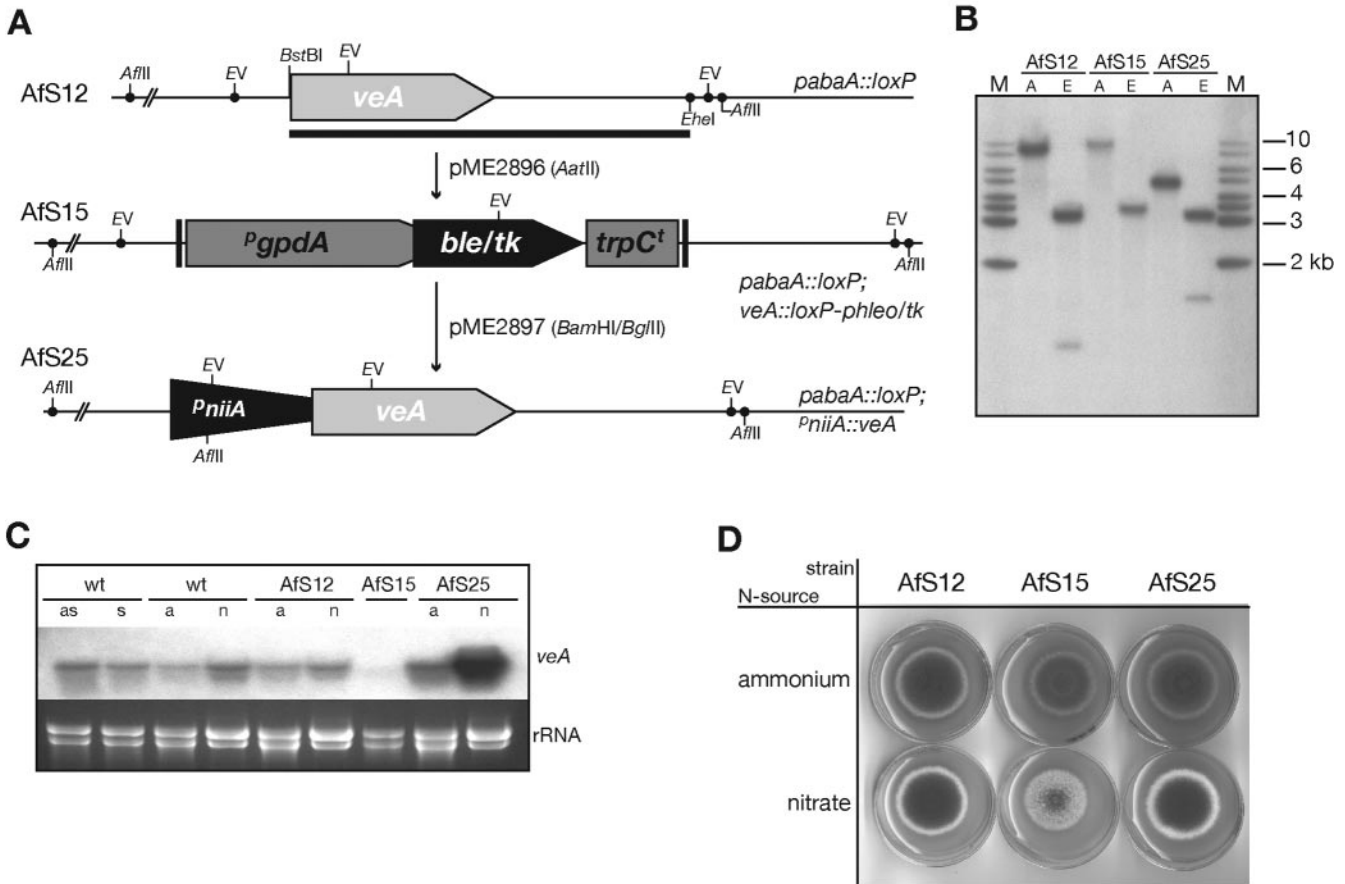 A
BstBI
AflII
EV
EV
EV
AfS12
veA
pabaA::loxP
EheI
AflII
pME2896 (AatII)
AfS15
EV
EV
EV
pgpdA
ble/tk
trpCt
AflII
AflII
pabaA::loxP;
veA::loxP-phleo/tk
pME2897 (BamHI/BglII)
AfS25
AflII
EV
EV
EV
pniiA
veA
pabaA::loxP;
pniiA::veA
AflII
AflII
B
AfS12 AfS15 AfS25
M A E A E A E M
10
6
4
3
2 kb
C
wt wt AfS12 AfS15 AfS25
as s a n a n a n
veA
rRNA
D
strain
N-source
AfS12 AfS15 AfS25
ammonium
nitrate